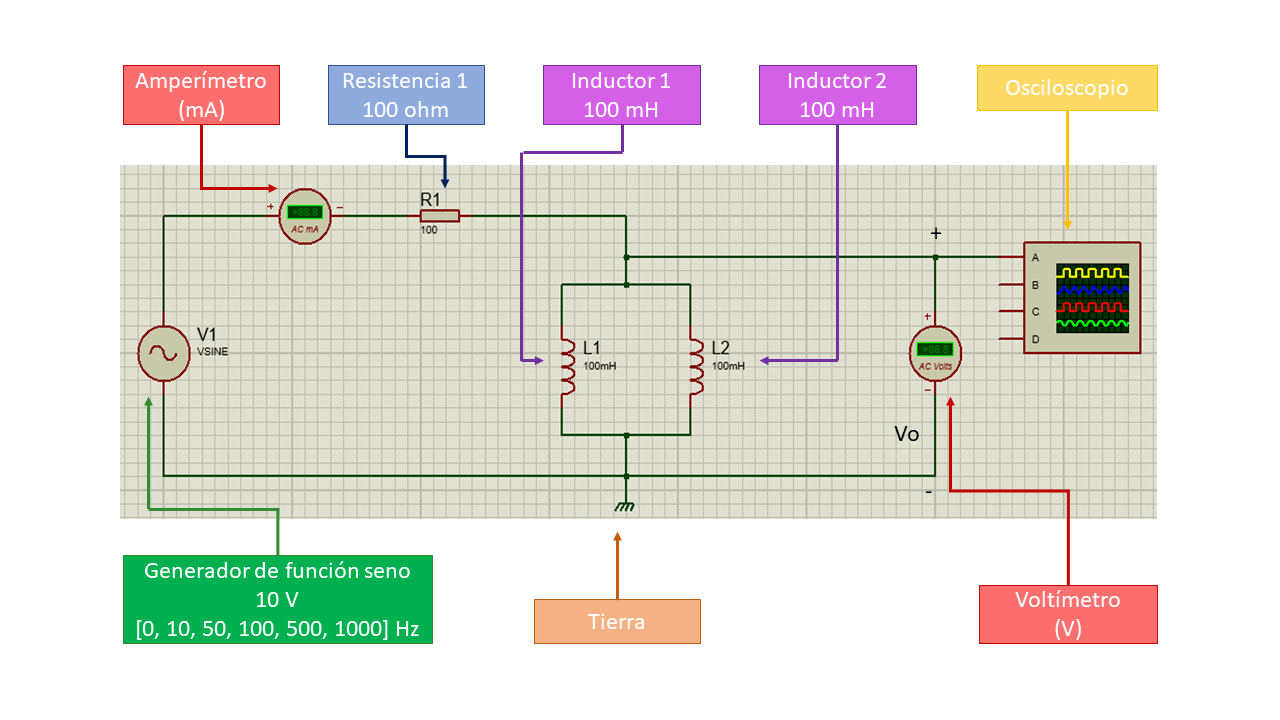 Amperímetro
(mA)
Resistencia 1
100 ohm
Inductor 1
100 mH
Inductor 2
100 mH
Osciloscopio
R1
100
+
-
AC mA
+
A
B
C
D
V1
VSINE
L1
100mH
L2
100mH
+
AC Volts
-
Vo
-
Generador de función seno
10 V
[0, 10, 50, 100, 500, 1000] Hz
Tierra
Voltímetro
(V)